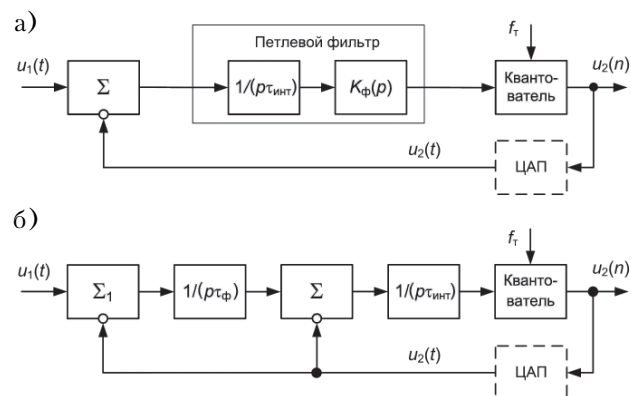 а)
Петлевой фильтр
fт
u1(t)
Σ
1/(pτинт)
Kф(p)
Кванто-
ватель
u2(n)
u2(t)
ЦАП
б)
fт
u1(t)
Σ1
1/(pτф)
Σ
1/(pτинт)
Кванто-
ватель
u2(n)
u2(t)
ЦАП